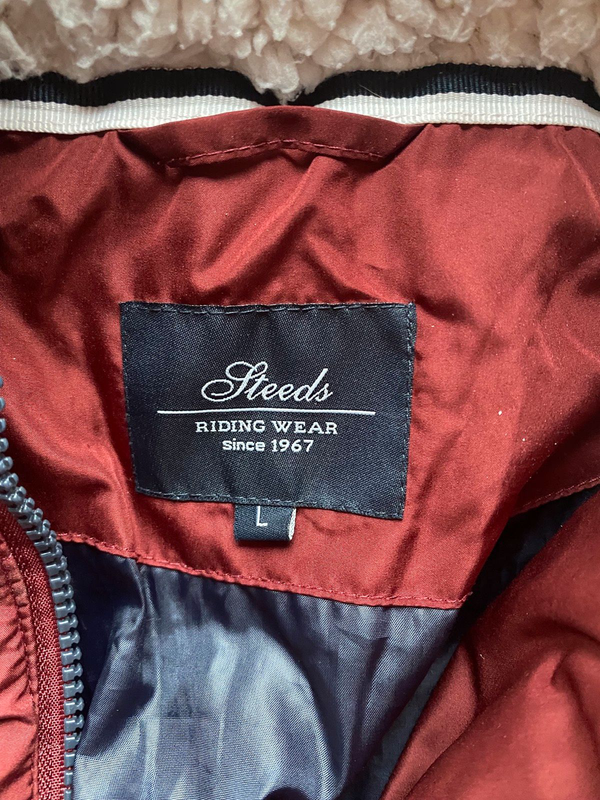 Steeds
RIDING WEAR
since 1967
L